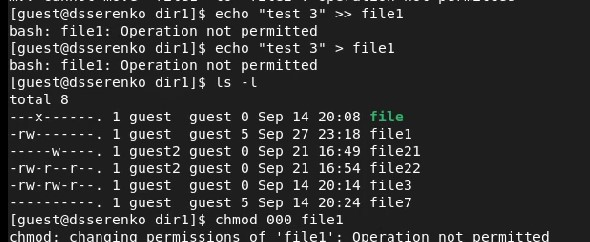 [guest@dsserenko dir1]$ echo "test 3" >> file1
bash: file1: Operation not permitted
[guest@dsserenko dir1]$ echo "test 3" > file1
bash: file1: Operation not permitted
[guest@dsserenko dir1]$ ls -l
total 8
---x------. 1 guest  guest 0 Sep 14 20:08 file
-rw-------. 1 guest  guest 5 Sep 27 23:18 file1
-----w----. 1 guest2 guest 0 Sep 21 16:49 file21
-rw-r--r--. 1 guest2 guest 0 Sep 21 16:54 file22
-rw-rw-r--. 1 guest  guest 0 Sep 14 20:14 file3
----------. 1 guest  guest 5 Sep 14 20:24 file7
[guest@dsserenko dir1]$ chmod 000 file1
chmod: changing permissions of 'file1': Operation not permitted